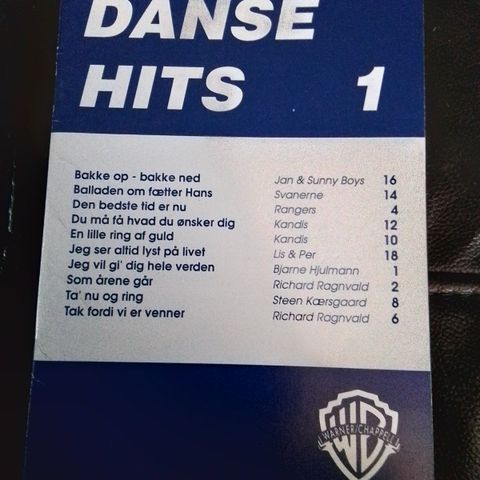 DANSE
HITS 1
Bakke op - bakke ned Jan & Sunny Boys 16
Balladen om fætter Hans Svanerne 14
Den bedste tid er nu Rangers 4
Du må få hvad du ønsker dig Kandis 12
En lille ring af guld Kandis 10
Jeg ser altid lyst på livet Lis & Per 18
Jeg vil gi' dig hele verden Bjarne Hjulmann 1
Som årene går Richard Ragnvald 2
Ta' nu og ring Steen Kærsgaard 8
Tak fordi vi er venner Richard Ragnvald 6
WB
WARNER/CHAPPELL